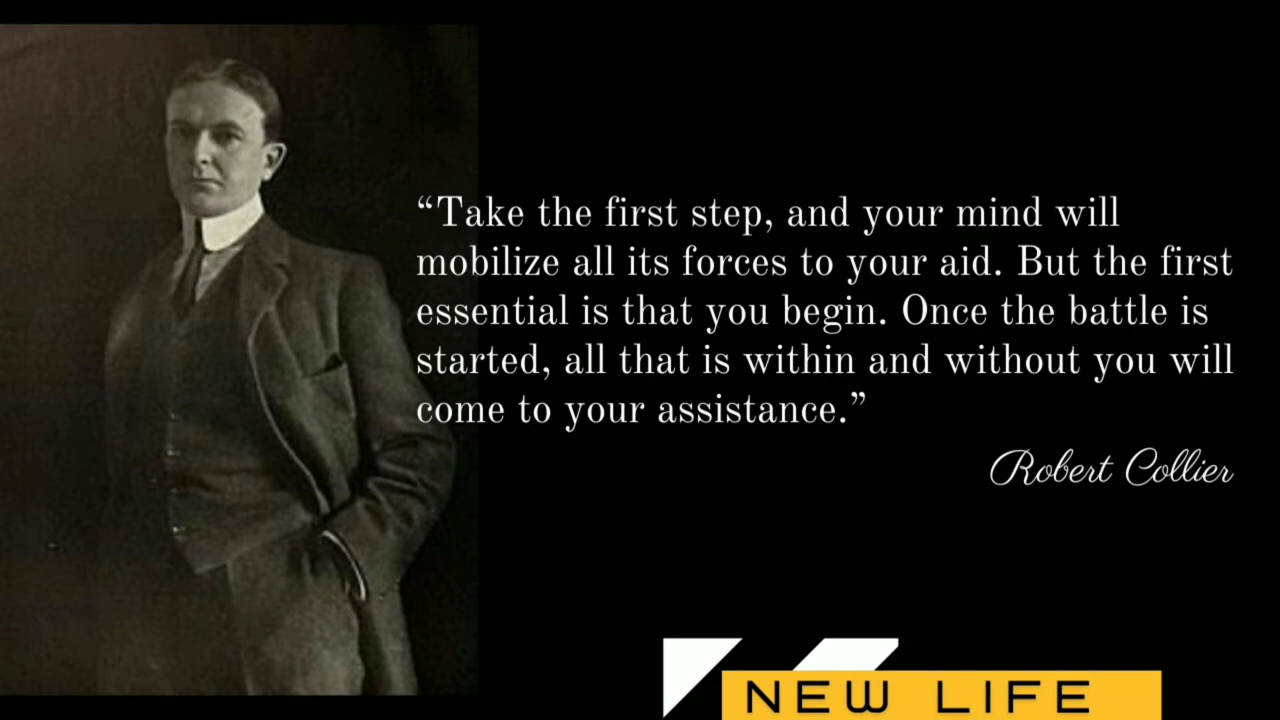 “Take the first step, and your mind will
mobilize all its forces to your aid. But the first
essential is that you begin. Once the battle is
started, all that is within and without you will
come to your assistance.”
Robert Collier
NEW LIFE